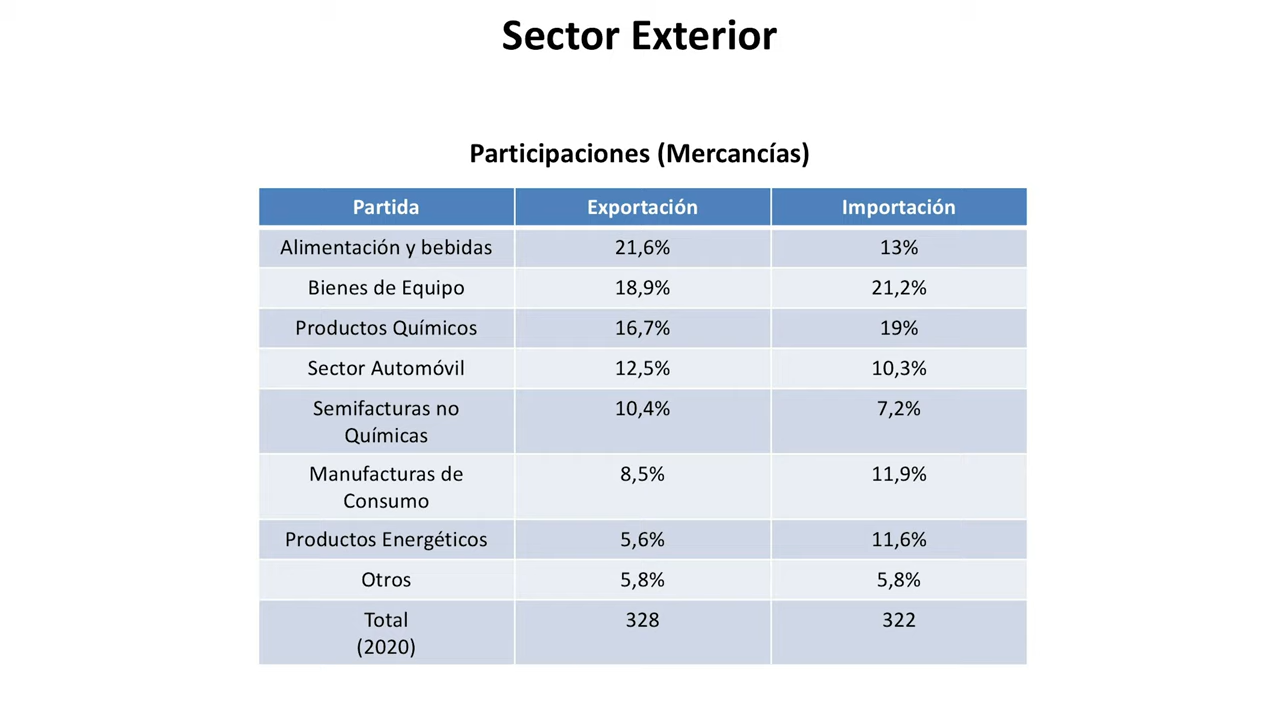 Sector Exterior
Participaciones (Mercancías)
Partida Exportación Importación
Alimentación y bebidas 21,6% 13%
Bienes de Equipo 18,9% 21,2%
Productos Químicos 16,7% 19%
Sector Automóvil 12,5% 10,3%
Semifacturas no 10,4% 7,2%
Químicas
Manufacturas de 8,5% 11,9%
Consumo
Productos Energéticos 5,6% 11,6%
Otros 5,8% 5,8%
Total 328 322
(2020)